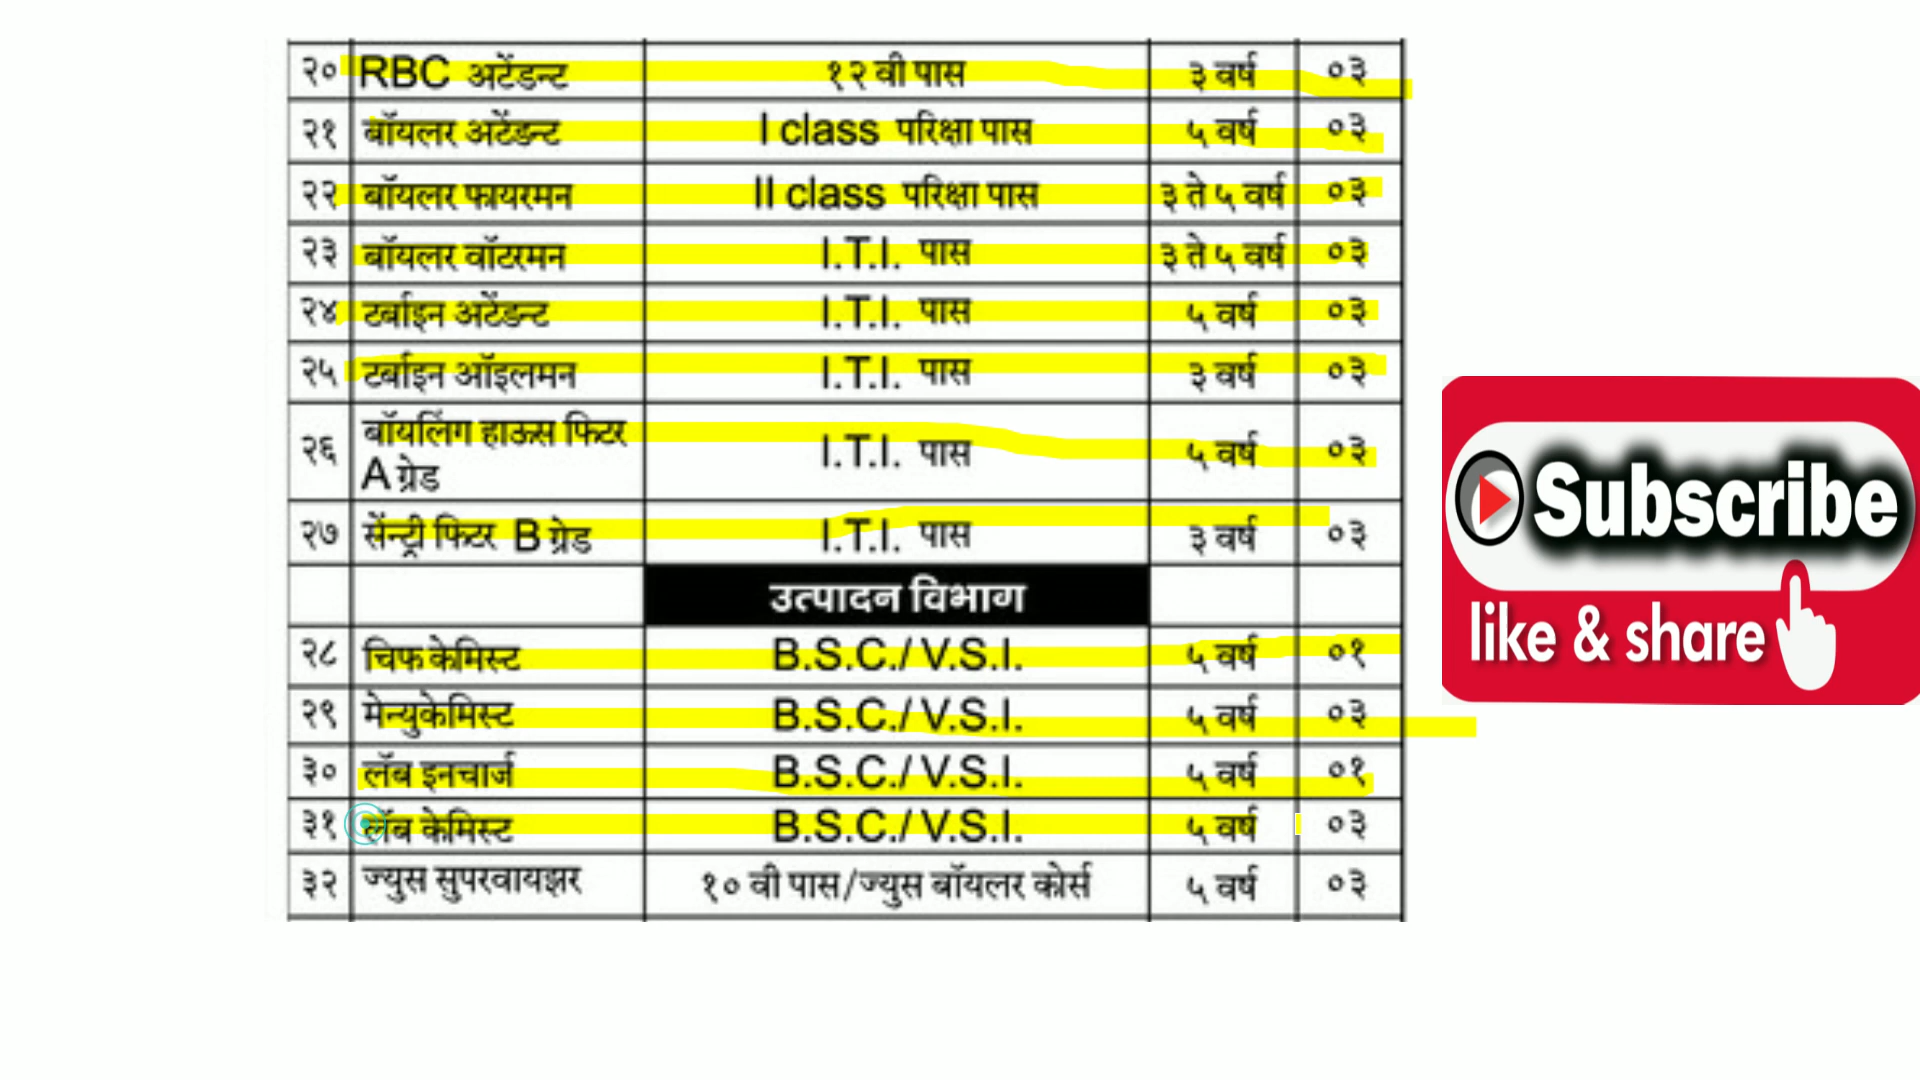 २० RBC अटेंडन्ट १२ वी पास ३ वर्ष ०३
२१ बॉयलर अटेंडन्ट I class परिक्षा पास ५ वर्ष ०३
२२ बॉयलर फायरमन II class परिक्षा पास ३ ते ५ वर्ष ०३
२३ बॉयलर वॉटरमन I.T.I. पास ३ ते ५ वर्ष ०३
२४ टर्बाइन अटेंडन्ट I.T.I. पास ५ वर्ष ०३
२५ टर्बाइन ऑइलमन I.T.I. पास ३ वर्ष ०३
२६ बॉयलिंग हाऊस फिटर I.T.I. पास ५ वर्ष ०३
A ग्रेड
२७ सेंन्ट्री फिटर B ग्रेड I.T.I. पास ३ वर्ष ०३
उत्पादन विभाग
२८ चिफ केमिस्ट B.S.C./ V.S.I. ५ वर्ष ०१
२९ मेन्युकेमिस्ट B.S.C./ V.S.I. ५ वर्ष ०३
३० लॅब इनचार्ज B.S.C./ V.S.I. ५ वर्ष ०१
३१ लॅब केमिस्ट B.S.C./ V.S.I. ५ वर्ष ०३
३२ ज्युस सुपरवायझर १० वी पास/ज्युस बॉयलर कोर्स ५ वर्ष ०३
Subscribe
like & share